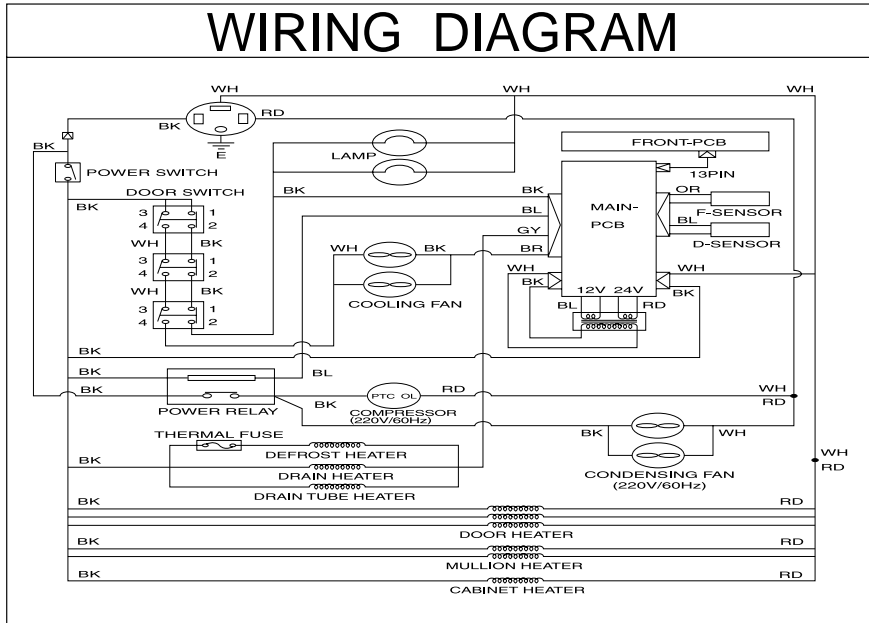 WIRING DIAGRAM
WH
WH
WH
BK
RD
E
BK
POWER SWITCH
LAMP
FRONT-PCB
13PIN
DOOR SWITCH
BK
3 1
4 2
WH BK
3 1
4 2
WH BK
3 1
4 2
BK
BK
BL
GY
BR
MAIN-
PCB
OR
F-SENSOR
BL
D-SENSOR
WH
BK
COOLING FAN
WH
BK
12V 24V
WH
BK
BL
RD
BK
BK
BL
BK
POWER RELAY
BK
PTC OL
RD
COMPRESSOR
(220V/60Hz)
WH
RD
THERMAL FUSE
DEFROST HEATER
BK
DRAIN HEATER
DRAIN TUBE HEATER
BK
WH
CONDENSING FAN
(220V/60Hz)
WH
RD
BK
RD
DOOR HEATER
BK
RD
MULLION HEATER
BK
RD
CABINET HEATER